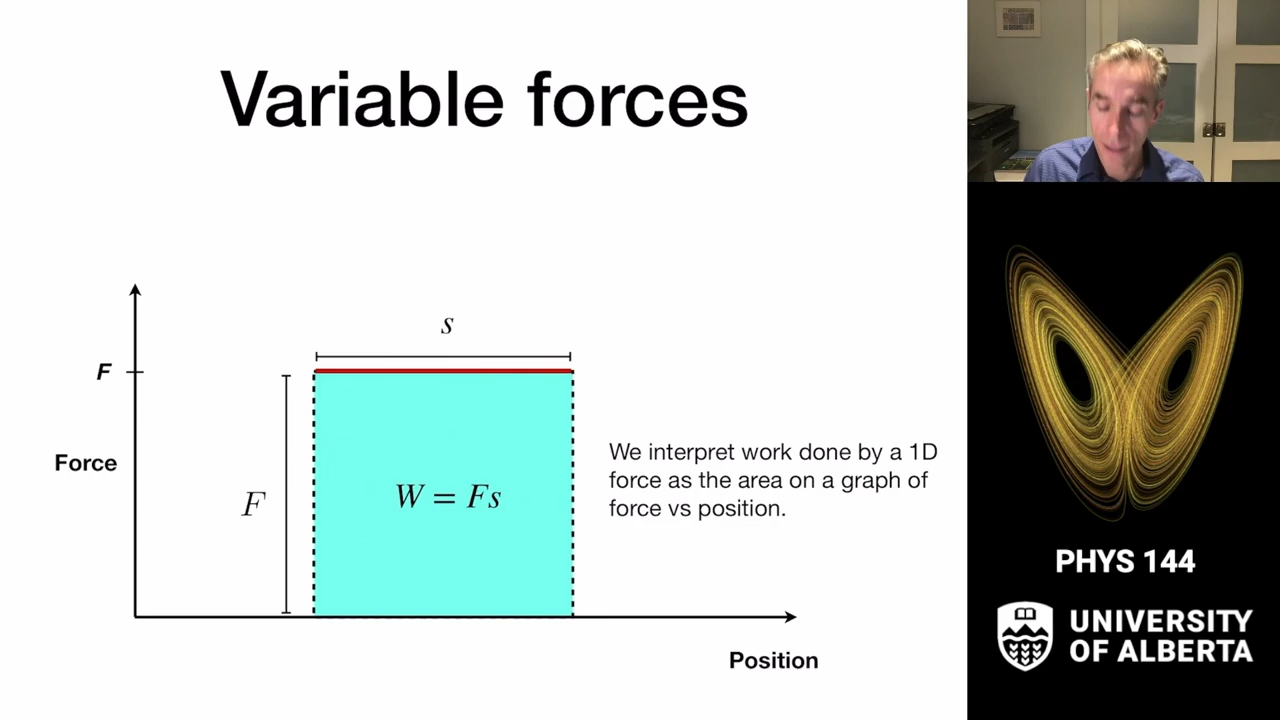 Variable forces
s
F
Force
F
W = Fs
We interpret work done by a 1D
force as the area on a graph of
force vs position.
Position
PHYS 144
UNIVERSITY
OF ALBERTA